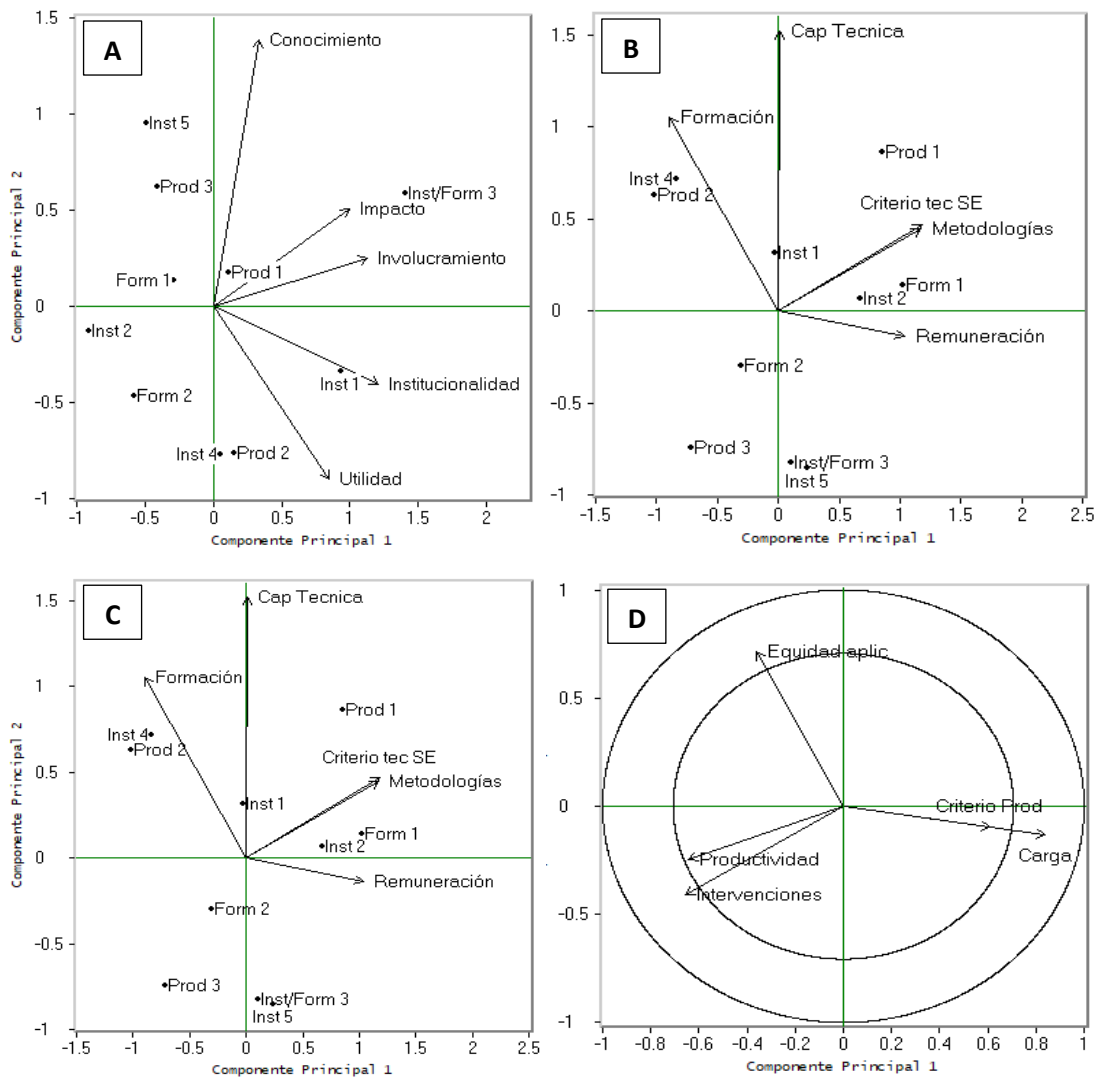 A
1.5
1
0.5
0
-0.5
-1
Componente Principal 2
Conocimiento
Inst 5
Prod 3
Inst/Form 3
Impacto
Prod 1
Involucramiento
Form 1
Inst 2
Inst 1
Institucionalidad
Form 2
Inst 4
Prod 2
Utilidad
-1 -0.5 0 0.5 1 1.5 2
Componente Principal 1
B
1.5
1
0.5
0
-0.5
-1
Cap Tecnica
Formación
Prod 1
Inst 4
Prod 2
Criterio tec SE
Metodologías
Inst 1
Form 1
Inst 2
Remuneración
Form 2
Prod 3
Inst/Form 3
Inst 5
-1.5 -1 -0.5 0 0.5 1 1.5 2 2.5
Componente Principal 1
C
1.5
1
0.5
0
-0.5
-1
Componente Principal 2
Cap Tecnica
Formación
Prod 1
Inst 4
Prod 2
Criterio tec SE
Metodologías
Inst 1
Form 1
Inst 2
Remuneración
Form 2
Prod 3
Inst/Form 3
Inst 5
-1.5 -1 -0.5 0 0.5 1 1.5 2 2.5
Componente Principal 1
D
1
0.5
0
-0.5
-1
Equidad aplic
Criterio Prod
Carga
Productividad
Intervenciones
-1 -0.8 -0.6 -0.4 -0.2 0 0.2 0.4 0.6 0.8 1
Componente Principal 1